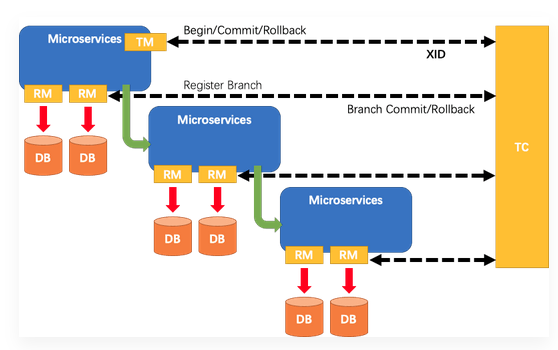 Begin/Commit/Rollback
Microservices
TM
XID
Register Branch
RM
RM
Branch Commit/Rollback
Microservices
DB
DB
TC
RM
RM
Microservices
DB
DB
RM
RM
DB
DB